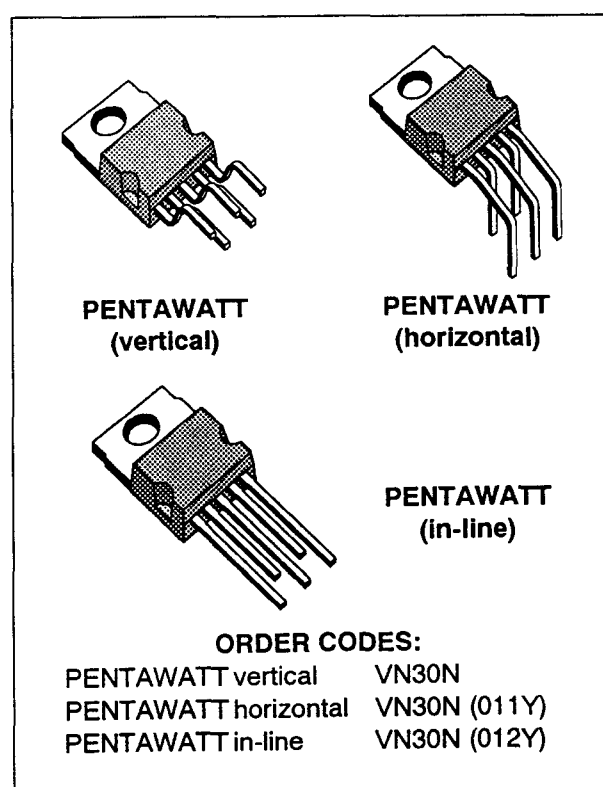 PENTAWATT
(vertical)
PENTAWATT
(horizontal)
PENTAWATT
(in-line)
ORDER CODES:
PENTAWATT vertical VN30N
PENTAWATT horizontal VN30N (011Y)
PENTAWATT in-line VN30N (012Y)